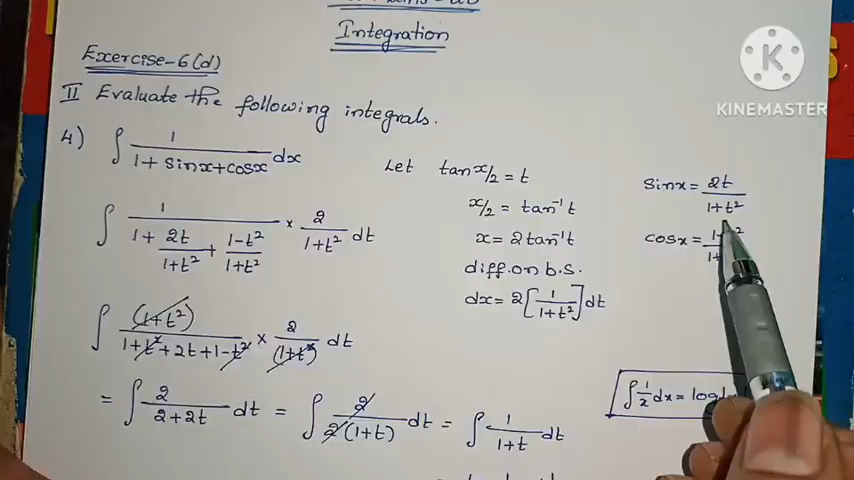 Integration
Exercise-6(d)
II Evaluate the following integrals.
4) ∫ 1/(1+sinx+cosx) dx
Let tan x/2 = t
∫ 1/(1 + 2t/(1+t²) + (1-t²)/(1+t²)) × 2/(1+t²) dt
x/2 = tan⁻¹t
x = 2tan⁻¹t
diff.on b.s.
dx = 2[1/(1+t²)]dt
∫ (1+t²)/(1+t²+2t+1-t²) × 2/(1+t²) dt
= ∫ 2/(2+2t) dt = ∫ 2/(2(1+t)) dt = ∫ 1/(1+t) dt
sinx = 2t/(1+t²)
cosx =
∫ 1/x dx = log
KINEMASTER